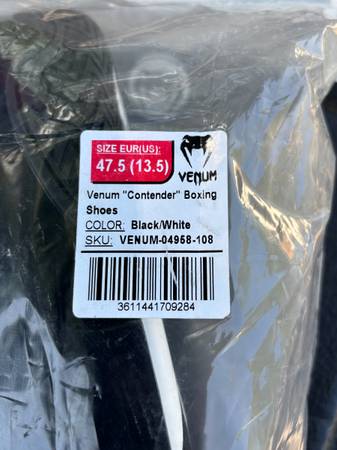 SIZE EUR(US):
47.5 (13.5)
VENUM
Venum "Contender" Boxing
Shoes
COLOR: Black/White
SKU: VENUM-04958-108
3611441709284